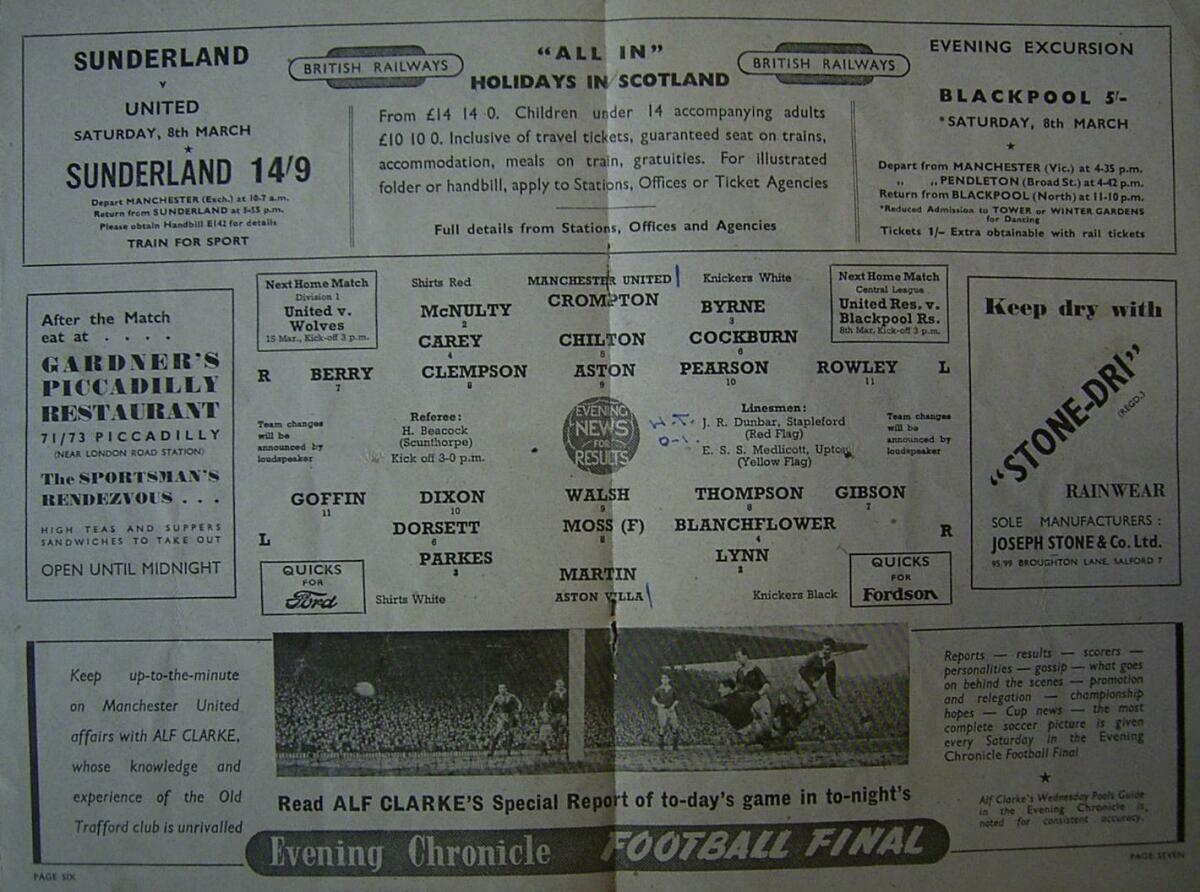 SUNDERLAND
v
UNITED
SATURDAY, 8th MARCH
SUNDERLAND 14/9
Depart MANCHESTER (Exch.) at 10-7 a.m.
Return from SUNDERLAND at 5-55 p.m.
Please obtain Handbill E142 for details
TRAIN FOR SPORT
BRITISH RAILWAYS
"ALL IN"
HOLIDAYS IN SCOTLAND
BRITISH RAILWAYS
From £14 14 0. Children under 14 accompanying adults
£10 10 0. Inclusive of travel tickets, guaranteed seat on trains,
accommodation, meals on train, gratuities. For illustrated
folder or handbill, apply to Stations, Offices or Ticket Agencies
Full details from Stations, Offices and Agencies
EVENING EXCURSION
BLACKPOOL 5/-
*SATURDAY, 8th MARCH
Depart from MANCHESTER (Vic.) at 4-35 p.m.
,, ,, PENDLETON (Broad St.) at 4-42 p.m.
Return from BLACKPOOL (North) at 11-10 p.m.
*Reduced Admission to TOWER or WINTER GARDENS
for Dancing
Tickets 1/- Extra obtainable with rail tickets
After the Match
eat at . . . .
GARDNER'S
PICCADILLY
RESTAURANT
71/73 PICCADILLY
(NEAR LONDON ROAD STATION)
The SPORTSMAN'S
RENDEZVOUS . . .
HIGH TEAS AND SUPPERS
SANDWICHES TO TAKE OUT
OPEN UNTIL MIDNIGHT
Next Home Match
Division 1
United v.
Wolves
15 Mar., Kick-off 3 p.m.
Shirts Red MANCHESTER UNITED Knickers White
Next Home Match
Central League
United Res. v.
Blackpool Rs.
8th Mar, Kick-off 3 p.m.
CROMPTON
McNULTY BYRNE
2 3
CAREY CHILTON COCKBURN
4 5 6
R BERRY CLEMPSON ASTON PEARSON ROWLEY L
7 8 9 10 11
Team changes
will be
announced by
loudspeaker
Referee:
H. Beacock
(Scunthorpe)
Kick off 3-0 p.m.
EVENING
NEWS
FOR
RESULTS
H.T.
0-1.
Linesmen:
J. R. Dunbar, Stapleford
(Red Flag)
E. S. S. Medlicott, Upton
(Yellow Flag)
Team changes
will be
announced by
loudspeaker
GOFFIN DIXON WALSH THOMPSON GIBSON
11 10 9 8 7
L DORSETT MOSS (F) BLANCHFLOWER R
6 5 4
PARKES LYNN
3 2
MARTIN
Shirts White ASTON VILLA Knickers Black
QUICKS
FOR
Ford
QUICKS
FOR
Fordson
Keep dry with
"STONE-DRI"
(REGD.)
RAINWEAR
SOLE MANUFACTURERS:
JOSEPH STONE & Co. Ltd.
95/99 BROUGHTON LANE, SALFORD 7
Keep up-to-the-minute
on Manchester United
affairs with ALF CLARKE,
whose knowledge and
experience of the Old
Trafford club is unrivalled
Reports — results — scorers —
personalities — gossip — what goes
on behind the scenes — promotion
and relegation — championship
hopes — Cup news — the most
complete soccer picture is given
every Saturday in the Evening
Chronicle Football Final
Alf Clarke's Wednesday Pools Guide
in the Evening Chronicle is
noted for consistent accuracy.
Read ALF CLARKE'S Special Report of to-day's game in to-night's
Evening Chronicle FOOTBALL FINAL
PAGE SIX
PAGE SEVEN